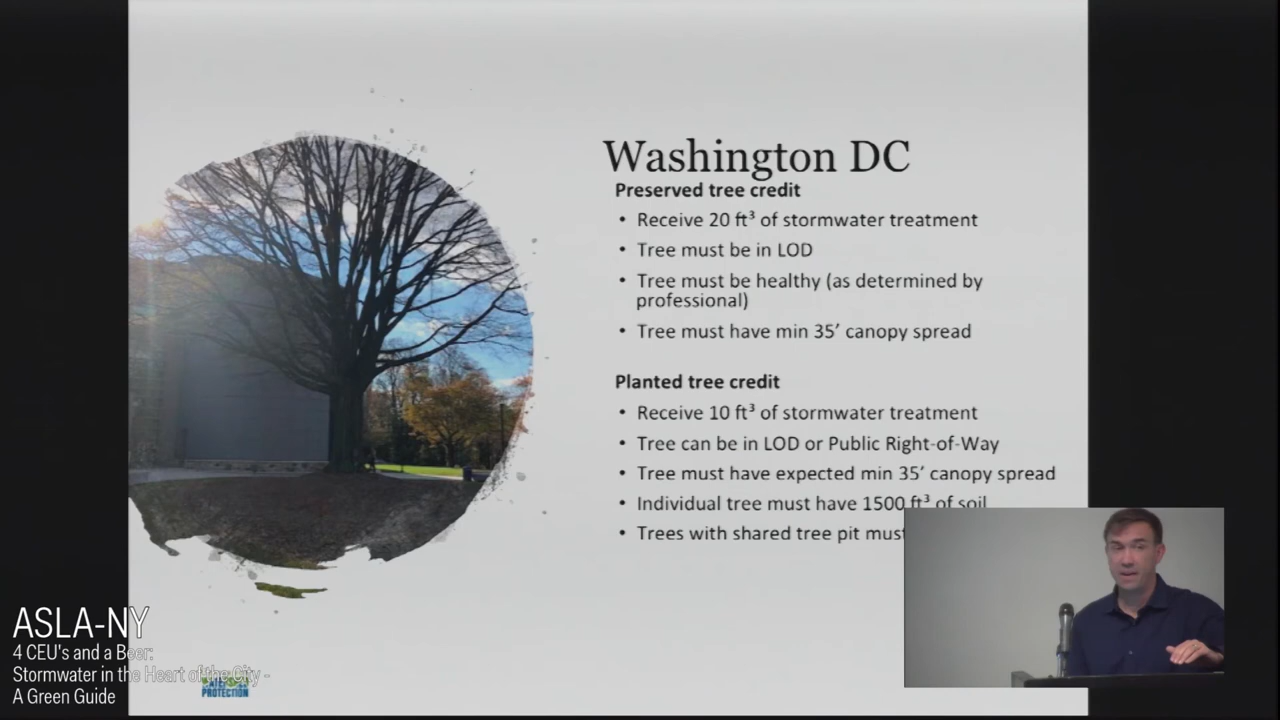 Washington DC
Preserved tree credit
• Receive 20 ft³ of stormwater treatment
• Tree must be in LOD
• Tree must be healthy (as determined by
professional)
• Tree must have min 35’ canopy spread
Planted tree credit
• Receive 10 ft³ of stormwater treatment
• Tree can be in LOD or Public Right-of-Way
• Tree must have expected min 35’ canopy spread
• Individual tree must have 1500 ft³ of soil
• Trees with shared tree pit must
ASLA-NY
4 CEU's and a Beer:
Stormwater in the Heart of the City -
A Green Guide
PROTECTION